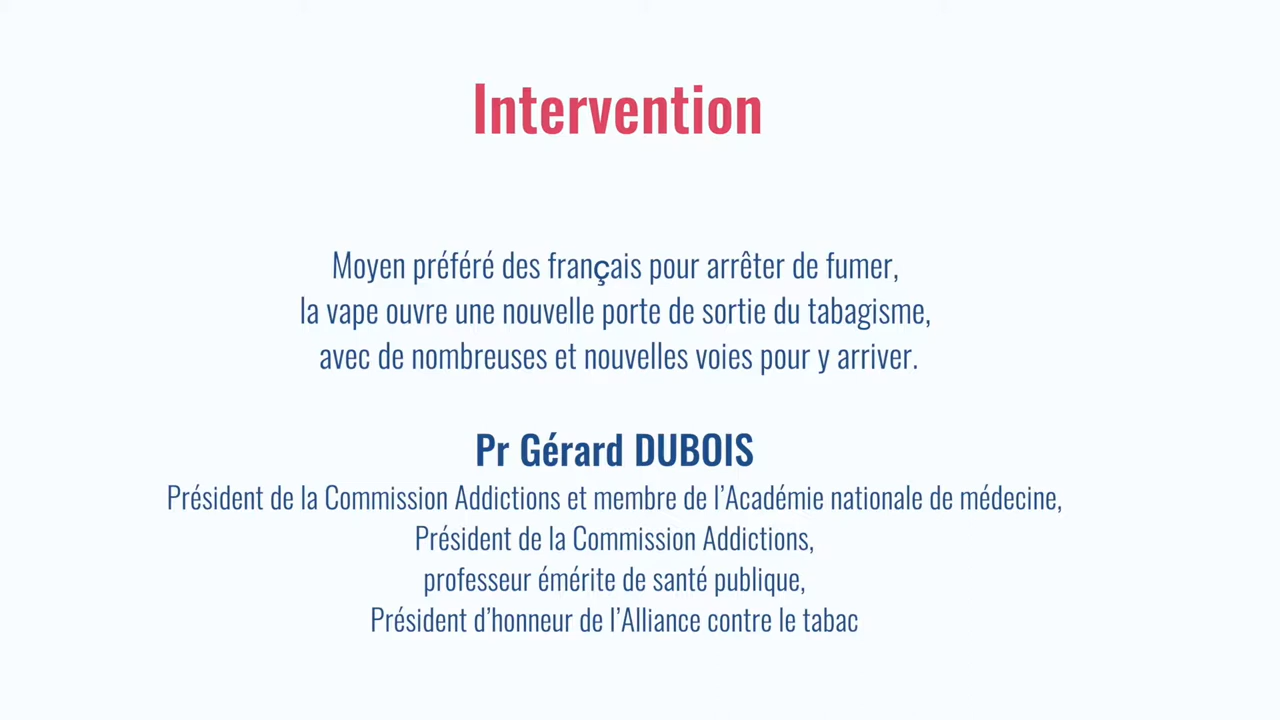 Intervention
Moyen préféré des français pour arrêter de fumer,
la vape ouvre une nouvelle porte de sortie du tabagisme,
avec de nombreuses et nouvelles voies pour y arriver.
Pr Gérard DUBOIS
Président de la Commission Addictions et membre de l’Académie nationale de médecine,
Président de la Commission Addictions,
professeur émérite de santé publique,
Président d’honneur de l’Alliance contre le tabac